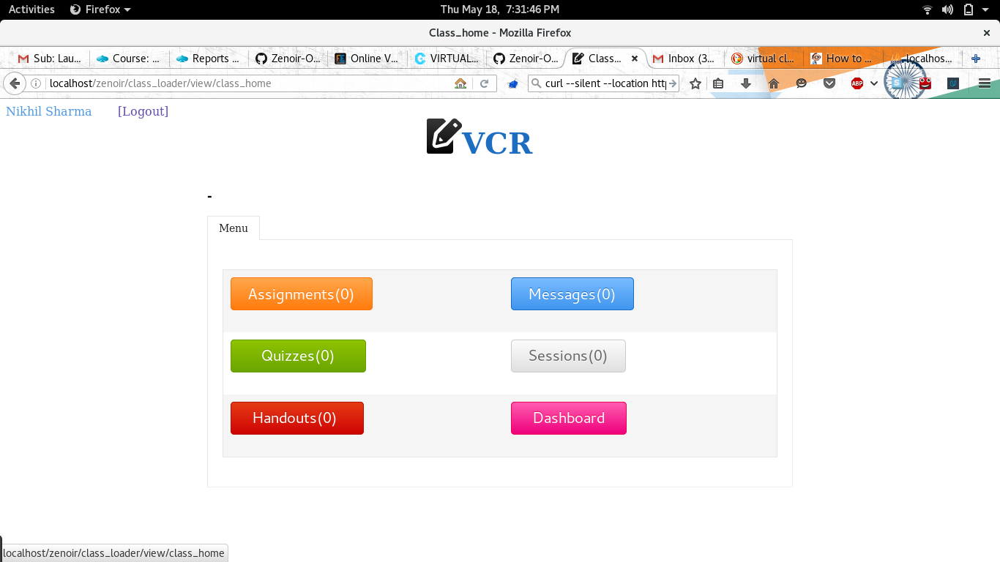 Activities Firefox Thu May 18, 7:31:46 PM
Class_home - Mozilla Firefox
Sub: Lau... Course: ... Reports ... Zenoir-O... Online V... VIRTUAL... Zenoir-O... Class... Inbox (3... virtual cl... How to ... localhos...
localhost/zenoir/class_loader/view/class_home curl --silent --location http ABP
Nikhil Sharma [Logout]
VCR
-
Menu
Assignments(0) Messages(0)
Quizzes(0) Sessions(0)
Handouts(0) Dashboard
localhost/zenoir/class_loader/view/class_home